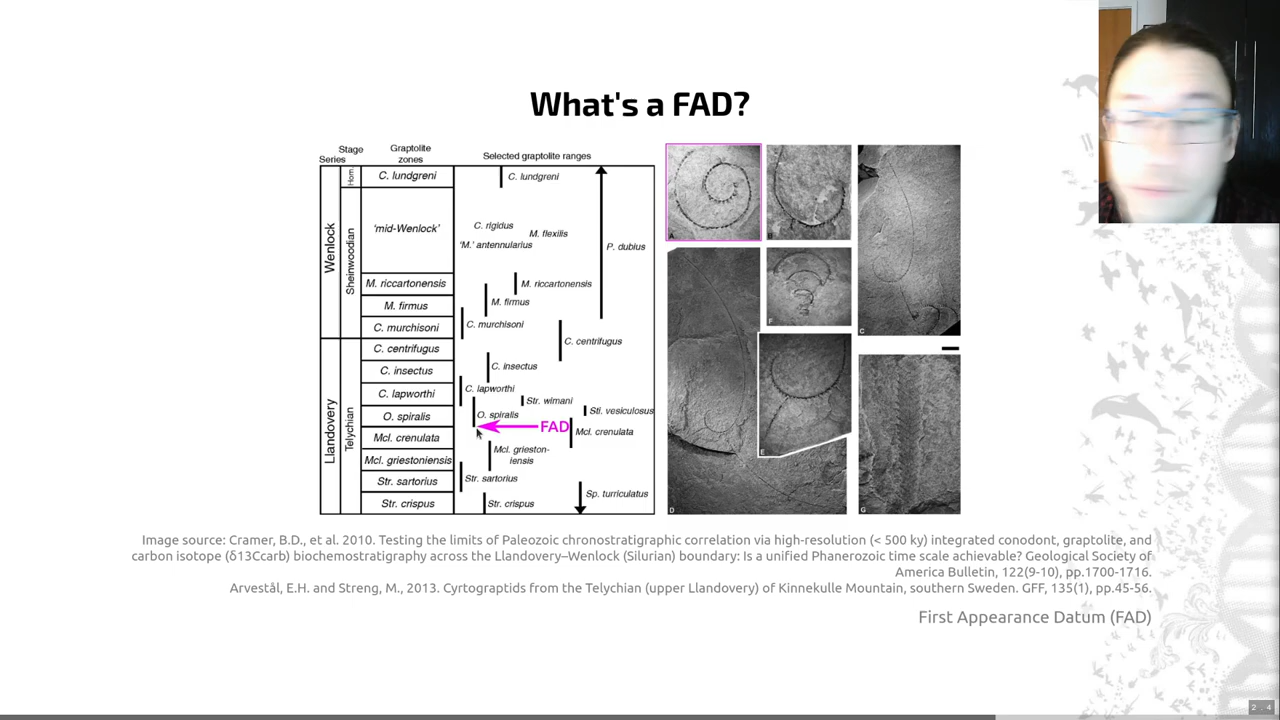 What's a FAD?
Series
Stage
Graptolite
zones
Selected graptolite ranges
Wenlock
Llandovery
Hom.
Sheinwoodian
Telychian
C. lundgreni
'mid-Wenlock'
M. riccartonensis
M. firmus
C. murchisoni
C. centrifugus
C. insectus
C. lapworthi
O. spiralis
Mcl. crenulata
Mcl. griestoniensis
Str. sartorius
Str. crispus
C. lundgreni
C. rigidus
M. flexilis
'M.' antennularius
P. dubius
M. riccartonensis
M. firmus
C. murchisoni
C. centrifugus
C. insectus
C. lapworthi
Str. wimani
O. spiralis
Sti. vesiculosus
FAD
Mcl. crenulata
Mcl. grieston-
iensis
Str. sartorius
Sp. turriculatus
Str. crispus
A
B
C
F
E
D
G
Image source: Cramer, B.D., et al. 2010. Testing the limits of Paleozoic chronostratigraphic correlation via high-resolution (< 500 ky) integrated conodont, graptolite, and
carbon isotope (δ13Ccarb) biochemostratigraphy across the Llandovery–Wenlock (Silurian) boundary: Is a unified Phanerozoic time scale achievable? Geological Society of
America Bulletin, 122(9-10), pp.1700-1716.
Arvestål, E.H. and Streng, M., 2013. Cyrtograptids from the Telychian (upper Llandovery) of Kinnekulle Mountain, southern Sweden. GFF, 135(1), pp.45-56.
First Appearance Datum (FAD)
2 . 4